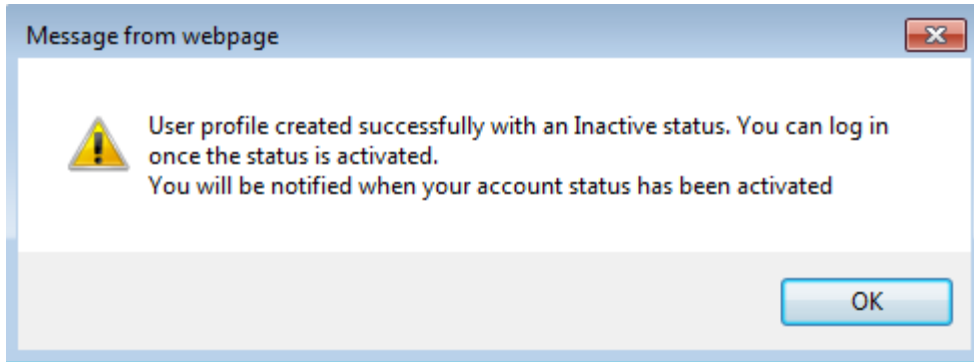 Message from webpage
User profile created successfully with an Inactive status. You can log in
once the status is activated.
You will be notified when your account status has been activated
OK